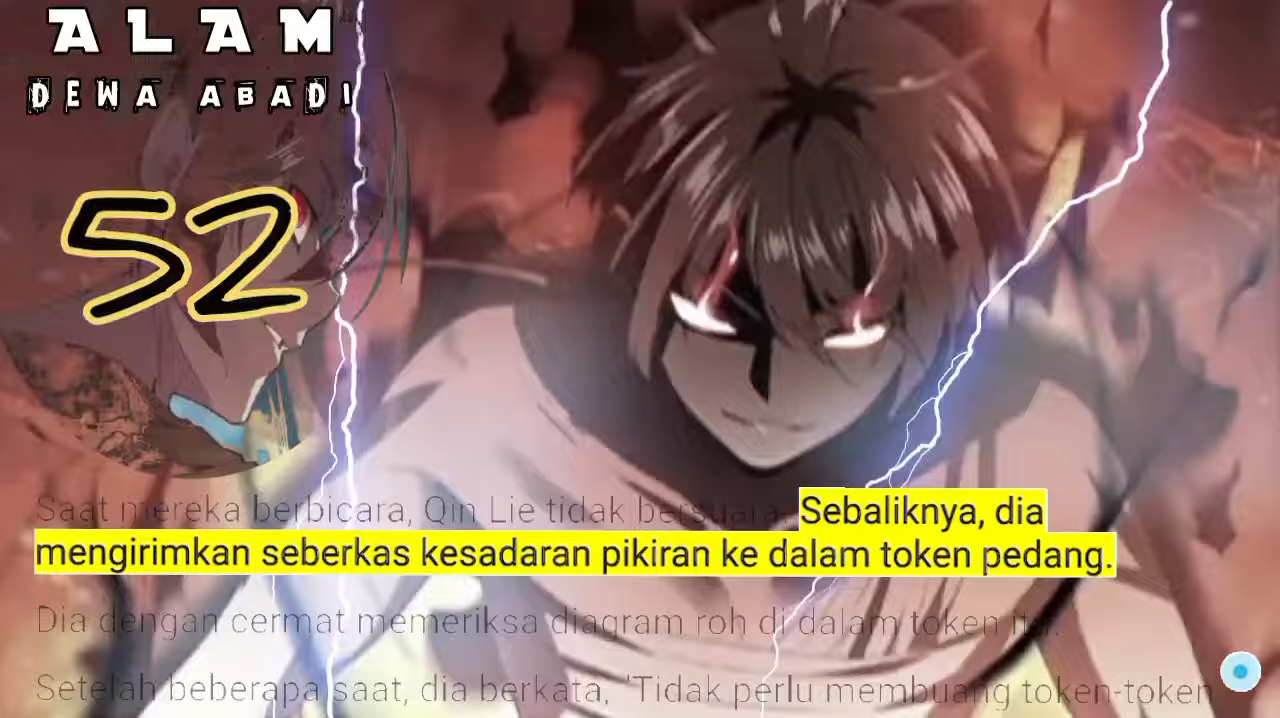 ALAM
DEWA ABADI
52
Saat mereka berbicara, Qin Lie tidak bersuara. Sebaliknya, dia
mengirimkan seberkas kesadaran pikiran ke dalam token pedang.
Dia dengan cermat memeriksa diagram roh di dalam token itu.
Setelah beberapa saat, dia berkata, "Tidak perlu membuang token-token